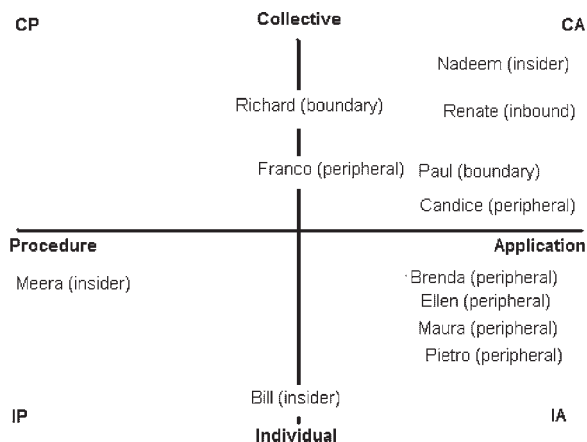 CP Collective CA
Nadeem (insider)
Richard (boundary) Renate (inbound)
Franco (peripheral) Paul (boundary)
Candice (peripheral)
Procedure Application
Meera (insider) Brenda (peripheral)
Ellen (peripheral)
Maura (peripheral)
Pietro (peripheral)
Bill (insider)
IP IA
Individual